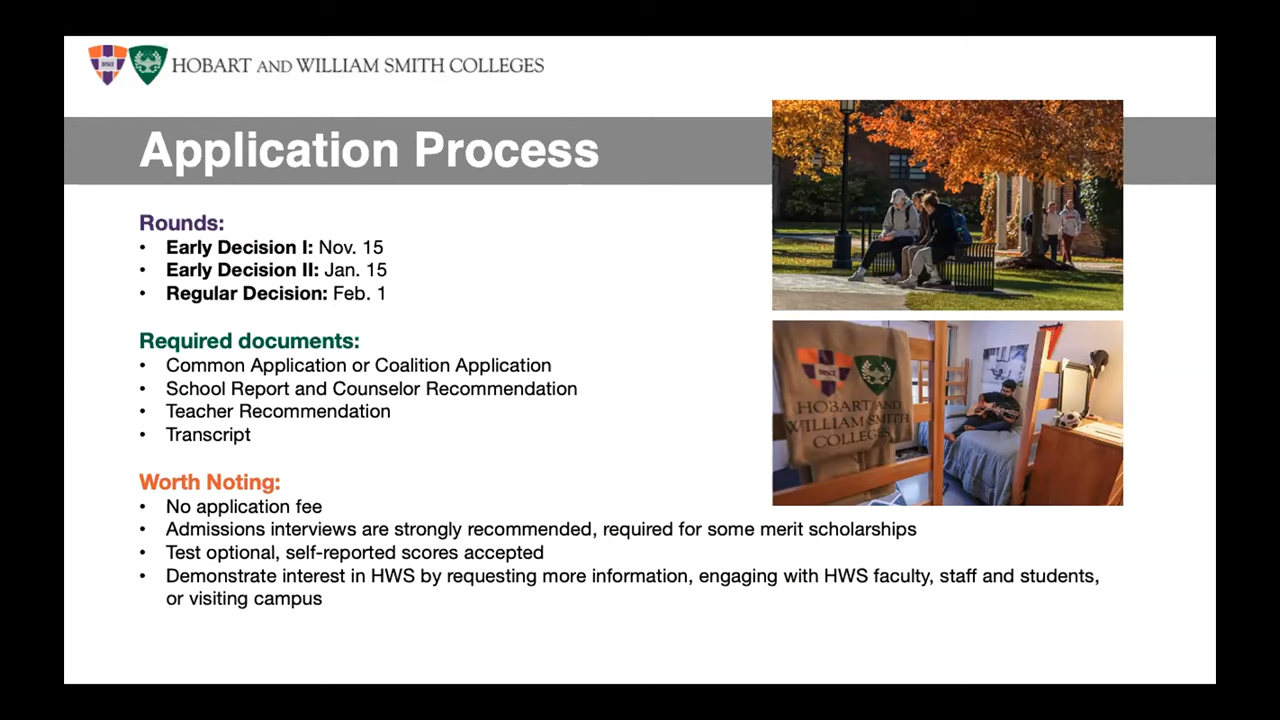 HOBART AND WILLIAM SMITH COLLEGES
Application Process
Rounds:
• Early Decision I: Nov. 15
• Early Decision II: Jan. 15
• Regular Decision: Feb. 1
Required documents:
• Common Application or Coalition Application
• School Report and Counselor Recommendation
• Teacher Recommendation
• Transcript
Worth Noting:
• No application fee
• Admissions interviews are strongly recommended, required for some merit scholarships
• Test optional, self-reported scores accepted
• Demonstrate interest in HWS by requesting more information, engaging with HWS faculty, staff and students,
or visiting campus
HOBART AND
WILLIAM SMITH
COLLEGES